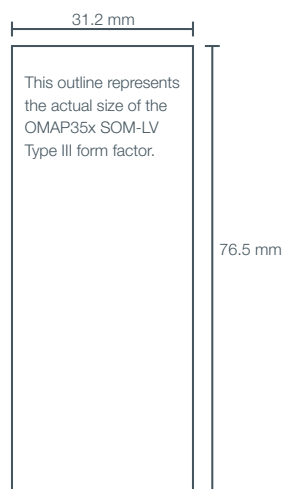 31.2 mm
This outline represents
the actual size of the
OMAP35x SOM-LV
Type III form factor.
76.5 mm